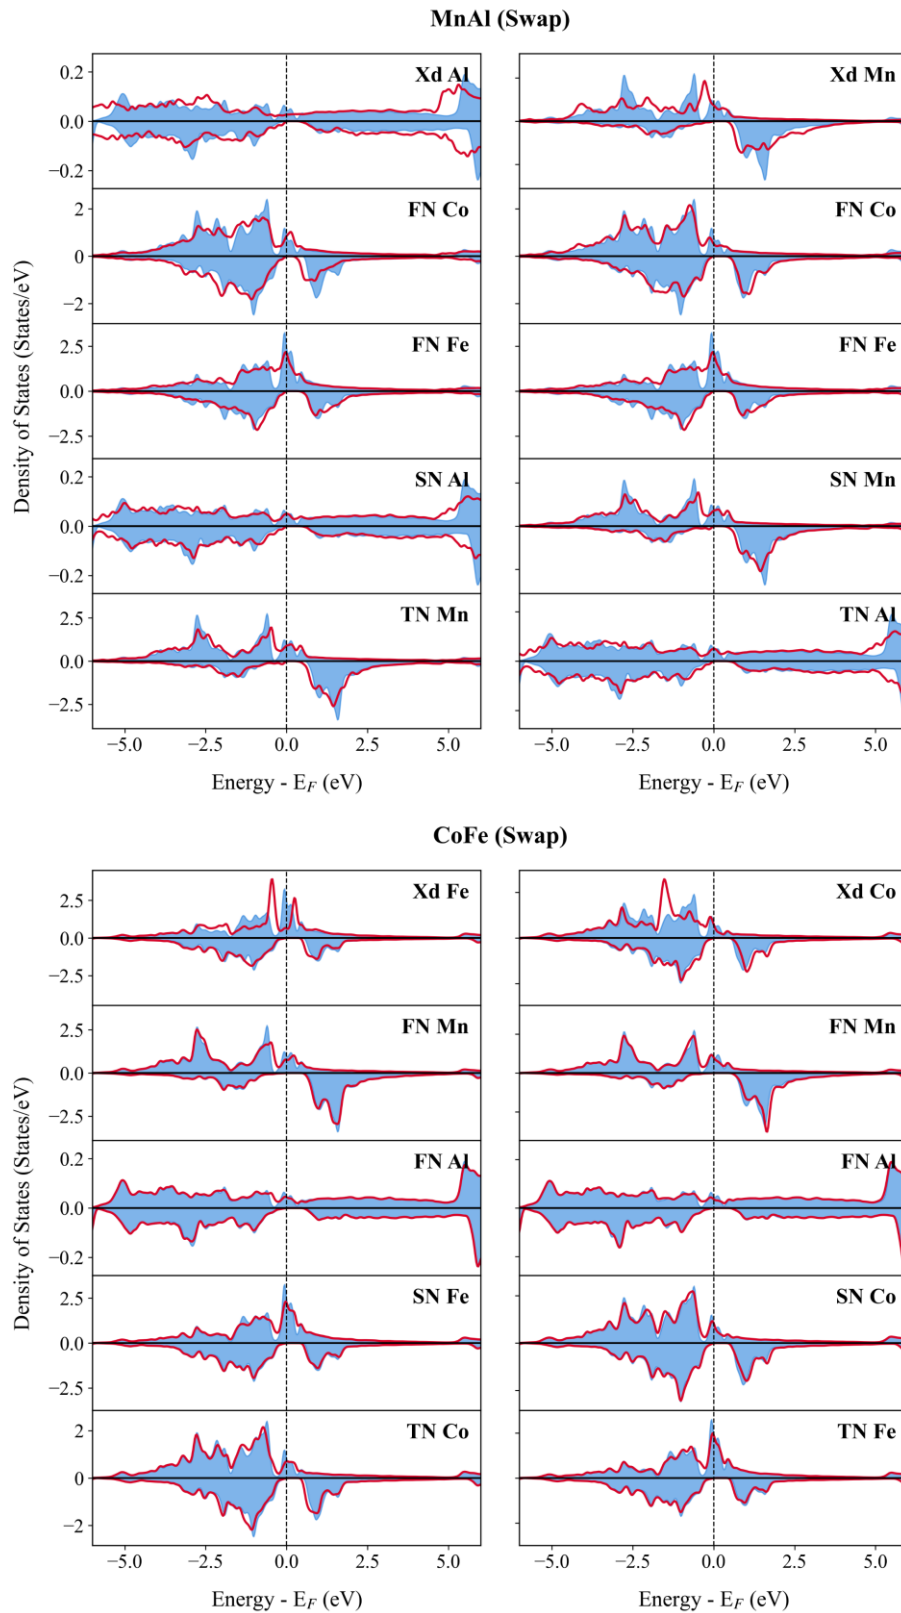 MnAl (Swap)
Density of States (States/eV)
0.2
0.0
−0.2
Xd Al
2
0
−2
FN Co
2.5
0.0
−2.5
FN Fe
0.2
0.0
−0.2
SN Al
2.5
0.0
−2.5
TN Mn
−5.0 −2.5 0.0 2.5 5.0
Energy - E_F (eV)
Xd Mn
FN Co
FN Fe
SN Mn
TN Al
−5.0 −2.5 0.0 2.5 5.0
Energy - E_F (eV)
CoFe (Swap)
Density of States (States/eV)
2.5
0.0
−2.5
Xd Fe
2.5
0.0
−2.5
FN Mn
0.2
0.0
−0.2
FN Al
2.5
0.0
−2.5
SN Fe
2
0
−2
TN Co
−5.0 −2.5 0.0 2.5 5.0
Energy - E_F (eV)
Xd Co
FN Mn
FN Al
SN Co
TN Fe
−5.0 −2.5 0.0 2.5 5.0
Energy - E_F (eV)